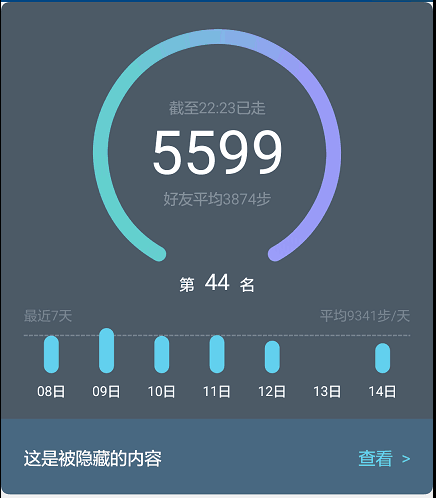 截至22:23已走
5599
好友平均3874步
第 44 名
最近7天 平均9341步/天
08日 09日 10日 11日 12日 13日 14日
这是被隐藏的内容 查看 >